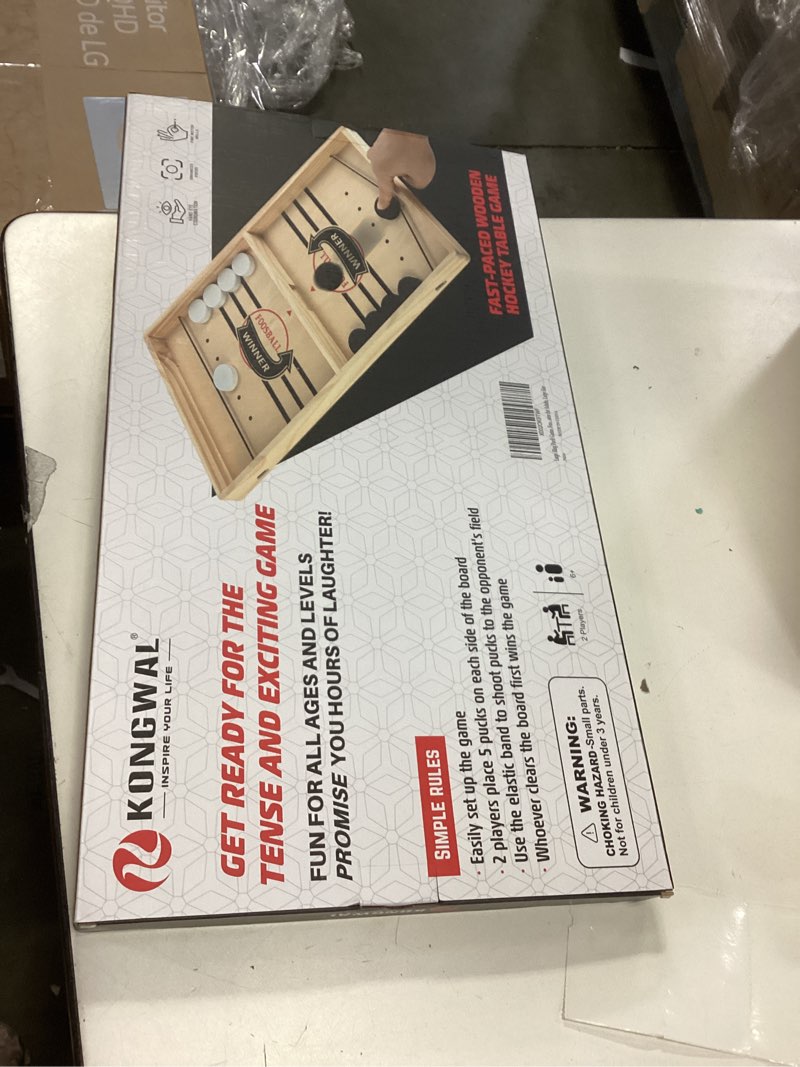 KONGWAL®
INSPIRE YOUR LIFE
GET READY FOR THE
TENSE AND EXCITING GAME
FUN FOR ALL AGES AND LEVELS
PROMISE YOU HOURS OF LAUGHTER!
SIMPLE RULES
· Easily set up the game
· 2 players place 5 pucks on each side of the board
· Use the elastic band to shoot pucks to the opponent's field
· Whoever clears the board first wins the game
WARNING:
CHOKING HAZARD-Small parts.
Not for children under 3 years.
2 Players
6+
FOOSBALL
WINNER
WINNER
FAST-PACED WOODEN
HOCKEY TABLE GAME
HD
de LG